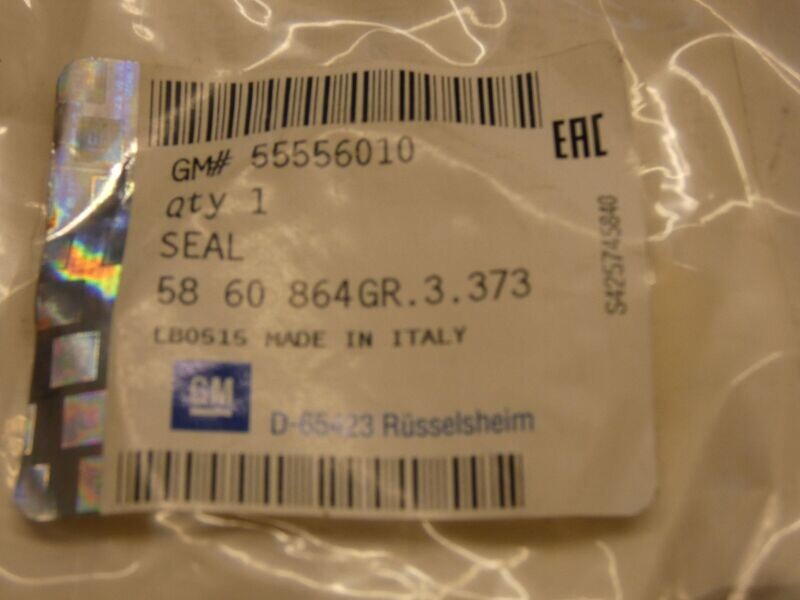 GM# 55556010
EAC
qty 1
SEAL
58 60 864GR.3.373
LB0515 MADE IN ITALY
GM
D-65423 Rüsselsheim
S425745840